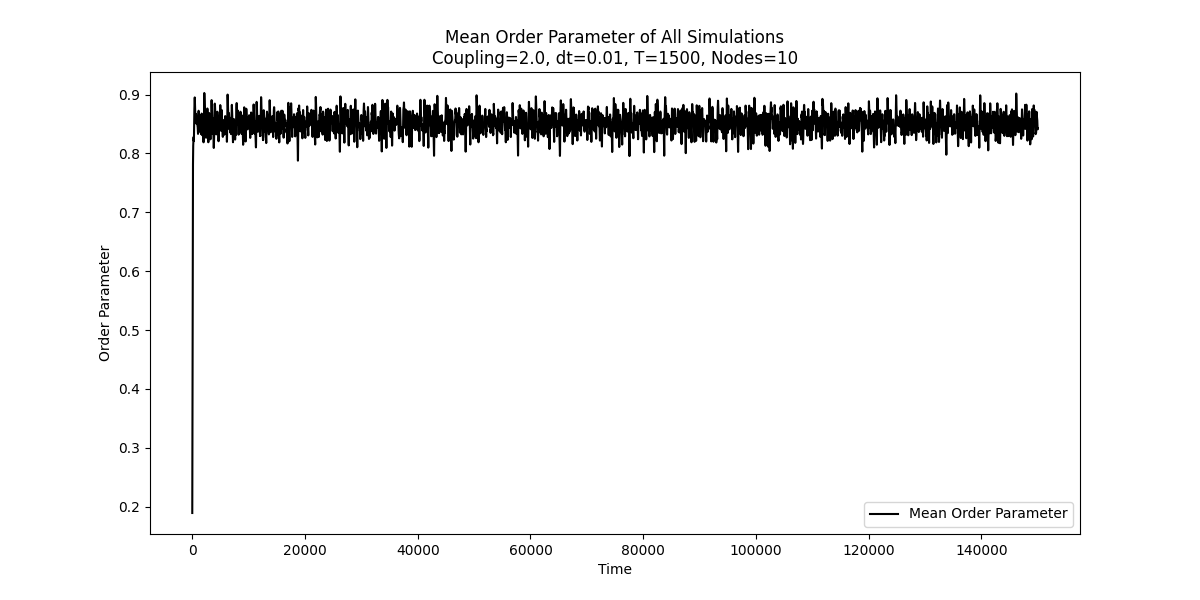 Mean Order Parameter of All Simulations
Coupling=2.0, dt=0.01, T=1500, Nodes=10
Order Parameter
0.9
0.8
0.7
0.6
0.5
0.4
0.3
0.2
Mean Order Parameter
0 20000 40000 60000 80000 100000 120000 140000
Time